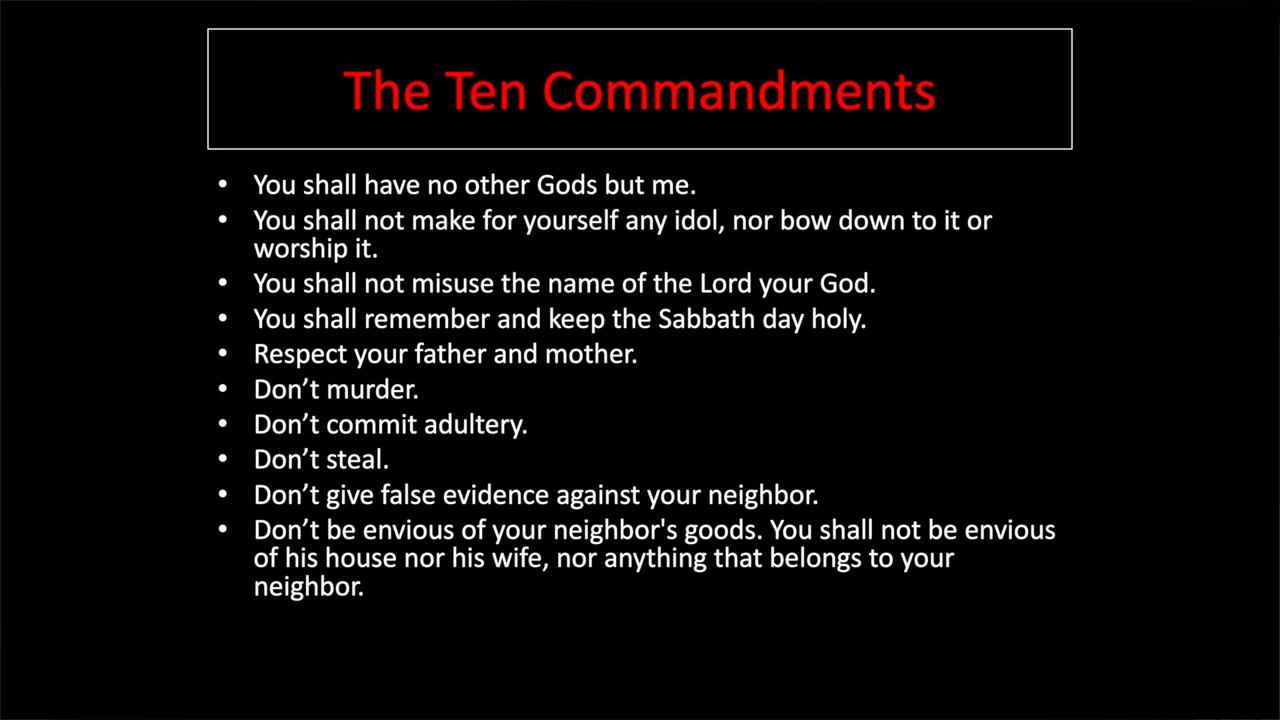 The Ten Commandments
• You shall have no other Gods but me.
• You shall not make for yourself any idol, nor bow down to it or
worship it.
• You shall not misuse the name of the Lord your God.
• You shall remember and keep the Sabbath day holy.
• Respect your father and mother.
• Don’t murder.
• Don’t commit adultery.
• Don’t steal.
• Don’t give false evidence against your neighbor.
• Don’t be envious of your neighbor's goods. You shall not be envious
of his house nor his wife, nor anything that belongs to your
neighbor.